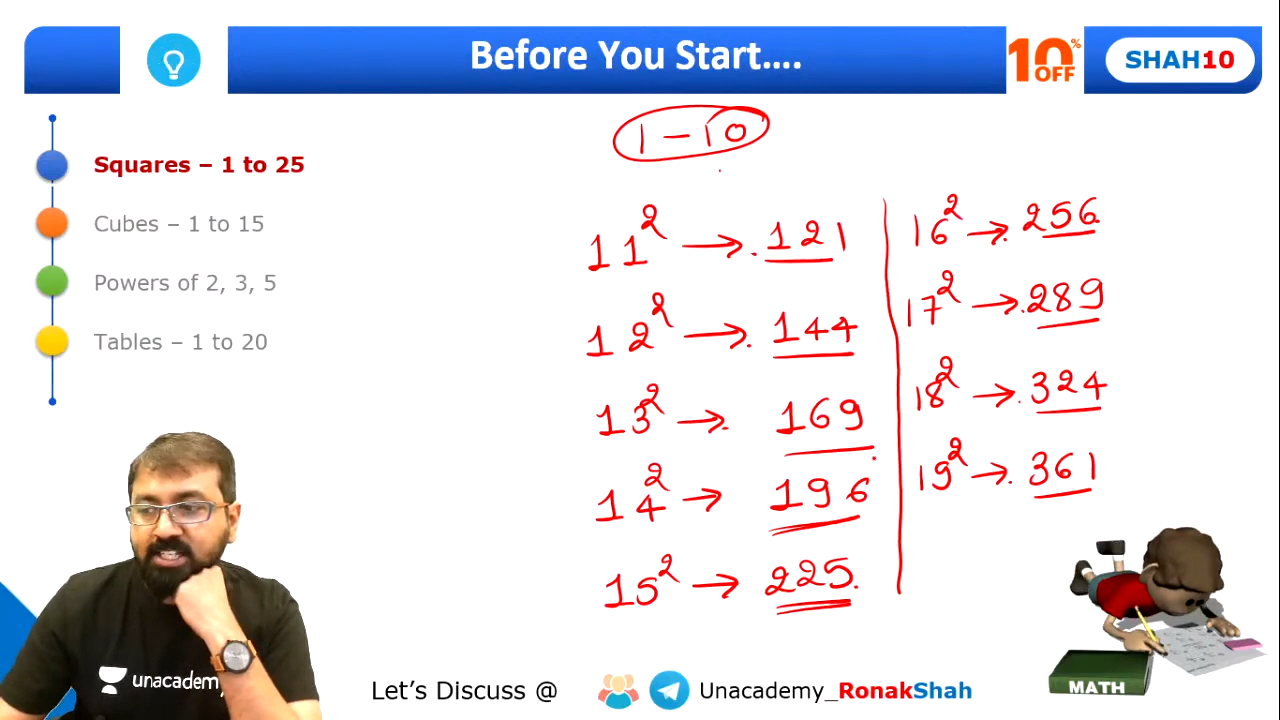 Before You Start....
10% OFF
SHAH10
Squares – 1 to 25
Cubes – 1 to 15
Powers of 2, 3, 5
Tables – 1 to 20
1 – 10
11² → 121
12² → 144
13² → 169
14² → 196
15² → 225
16² → 256
17² → 289
18² → 324
19² → 361
unacademy
MATH
Let's Discuss @ Unacademy_RonakShah